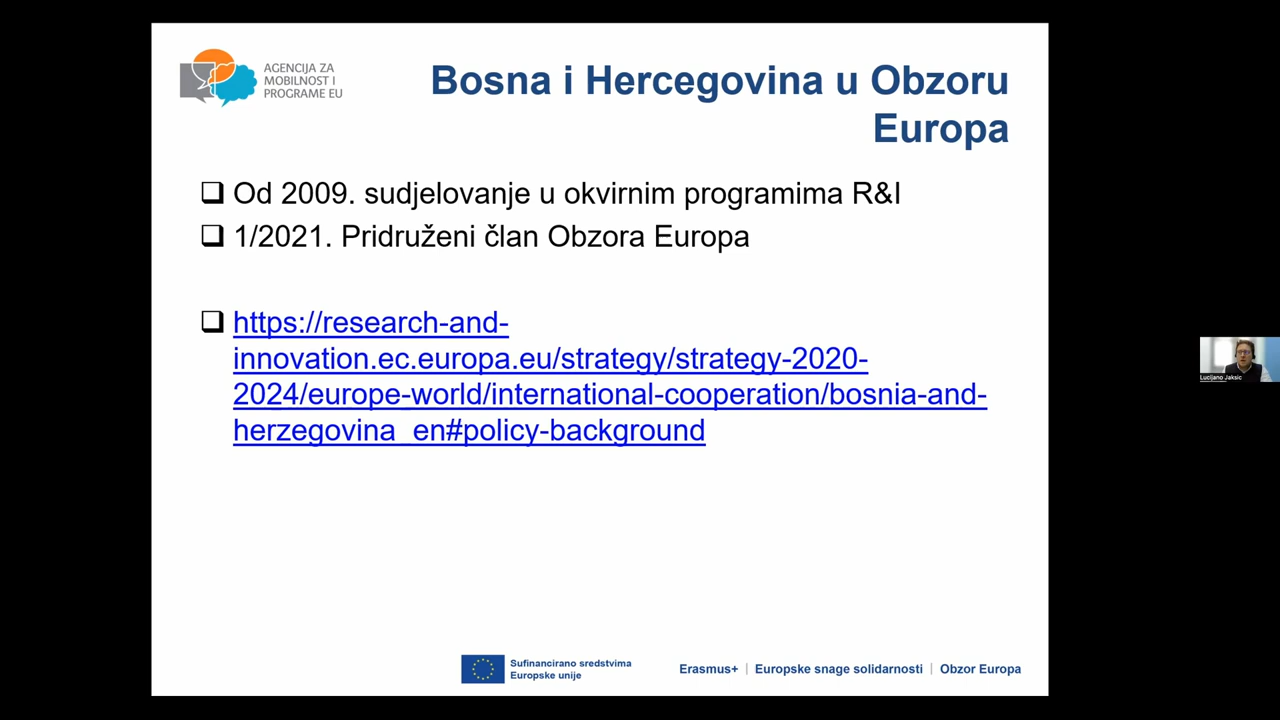 AGENCIJA ZA
MOBILNOST I
PROGRAME EU
Bosna i Hercegovina u Obzoru
Europa
Od 2009. sudjelovanje u okvirnim programima R&I
1/2021. Pridruženi član Obzora Europa
https://research-and-
innovation.ec.europa.eu/strategy/strategy-2020-
2024/europe-world/international-cooperation/bosnia-and-
herzegovina_en#policy-background
Lucijano Jaksic
Sufinancirano sredstvima
Europske unije
Erasmus+ | Europske snage solidarnosti | Obzor Europa